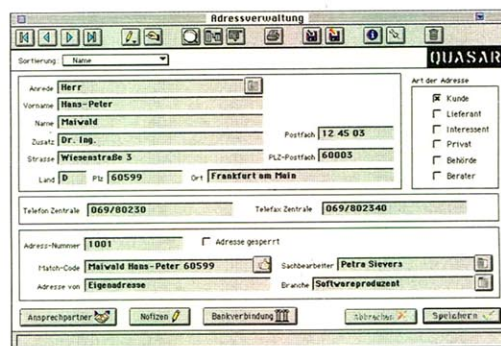 Adressverwaltung
Sortierung: Name
QUASAR
Anrede Herr
Vorname Hans-Peter
Name Maiwald
Zusatz Dr. Ing.
Strasse Wiesenstraße 3
Postfach 12 45 03
PLZ-Postfach 60003
Land D Plz 60599 Ort Frankfurt am Main
Art der Adresse
Kunde
Lieferant
Interessent
Privat
Behörde
Berater
Telefon Zentrale 069/80230 Telefax Zentrale 069/802340
Adress-Nummer 1001 Adresse gesperrt
Match-Code Maiwald Hans-Peter 60599 Sachbearbeiter Petra Sievers
Adresse von Eigenadresse Branche Softwareproduzent
Ansprechpartner Notizen Bankverbindung Abbrechen Speichern